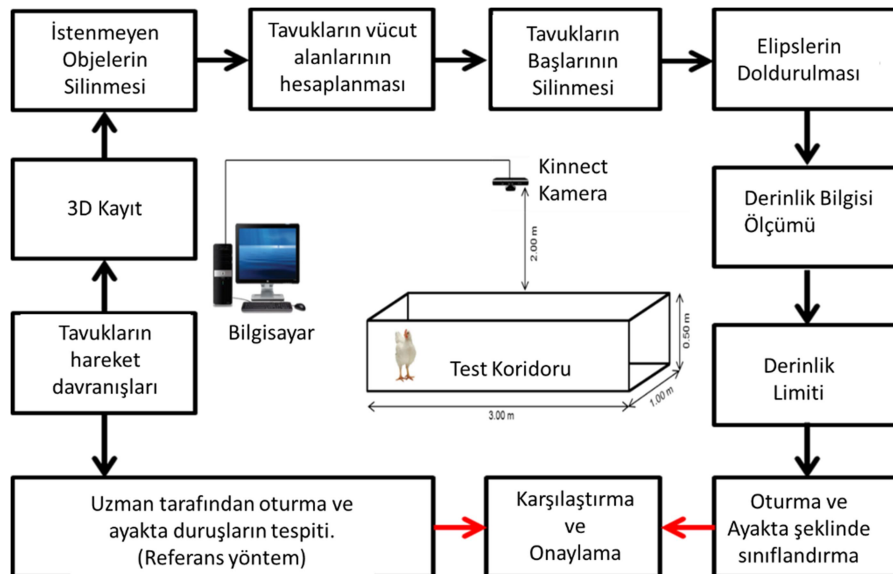 İstenmeyen
Objelerin
Silinmesi
Tavukların vücut
alanlarının
hesaplanması
Tavukların
Başlarının
Silinmesi
Elipslerin
Doldurulması
3D Kayıt
Kinnect
Kamera
Derinlik Bilgisi
Ölçümü
2.00 m
Bilgisayar
Tavukların
hareket
davranışları
Test Koridoru
0.50 m
1.00 m
3.00 m
Derinlik
Limiti
Uzman tarafından oturma ve
ayakta duruşların tespiti.
(Referans yöntem)
Karşılaştırma
ve
Onaylama
Oturma ve
Ayakta şeklinde
sınıflandırma